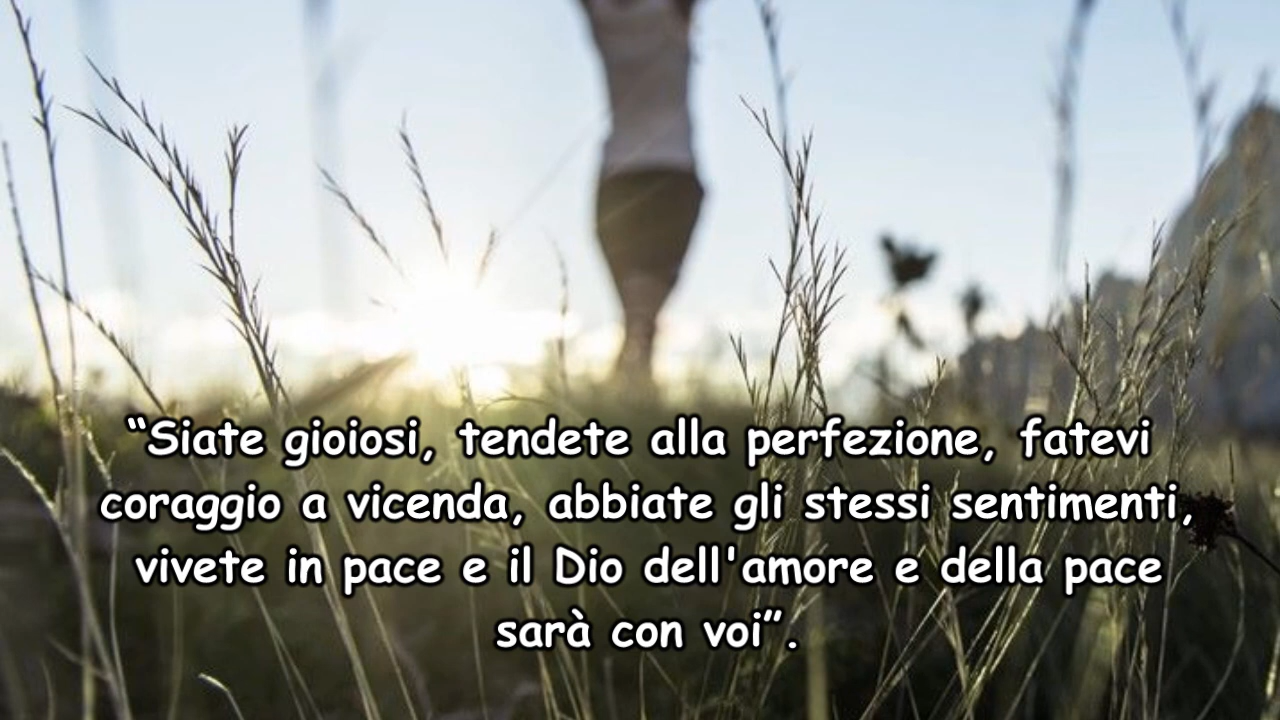 “Siate gioiosi, tendete alla perfezione, fatevi
coraggio a vicenda, abbiate gli stessi sentimenti,
vivete in pace e il Dio dell'amore e della pace
sarà con voi”.